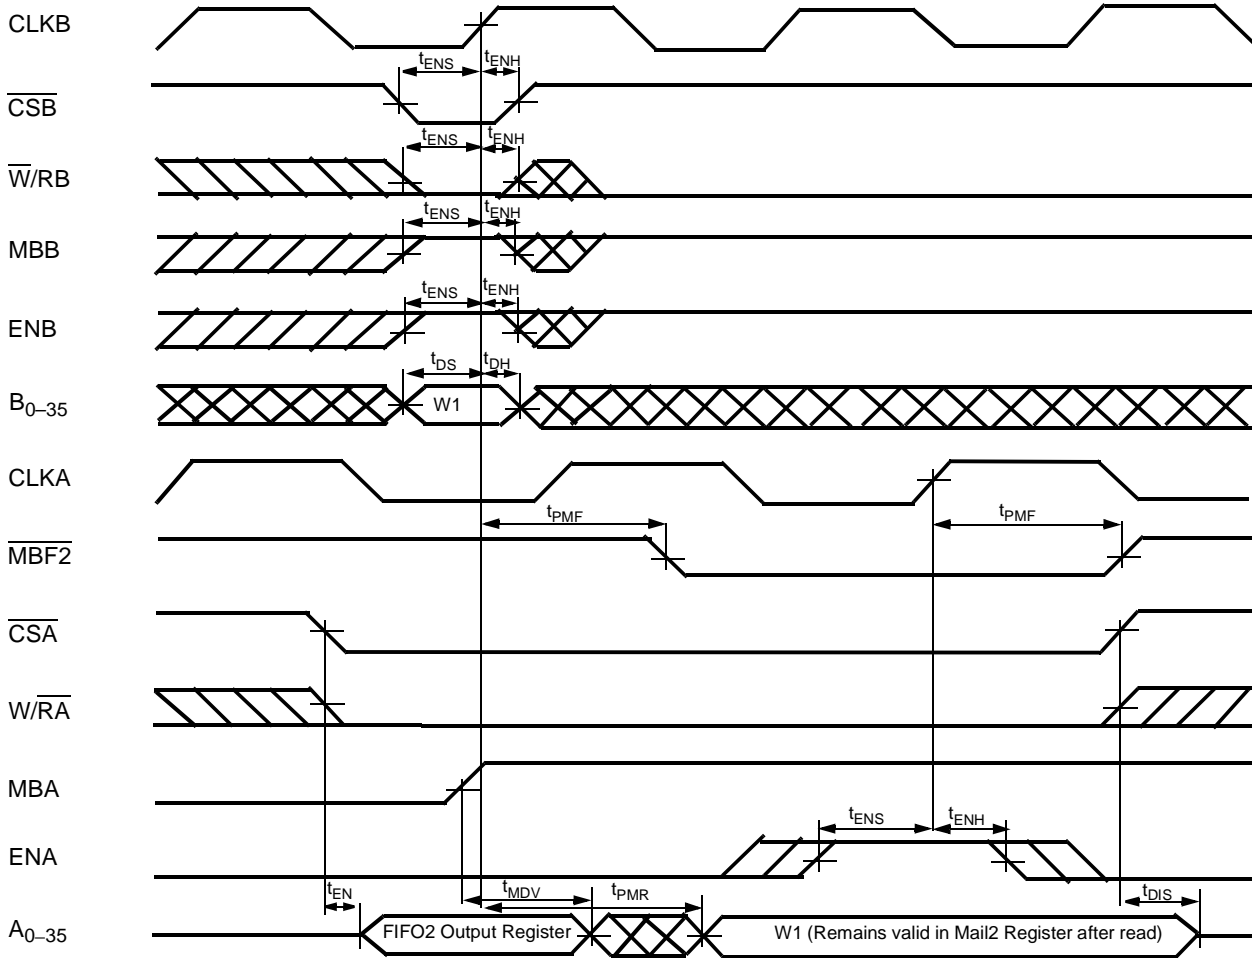 CLKB
tENS tENH
CSB
tENS tENH
W/RB
tENS tENH
MBB
tENS tENH
ENB
tDS tDH
B0–35 W1
CLKA
tPMF tPMF
MBF2
CSA
W/RA
MBA
tENS tENH
ENA
tEN tMDV tPMR tDIS
A0–35 FIFO2 Output Register W1 (Remains valid in Mail2 Register after read)